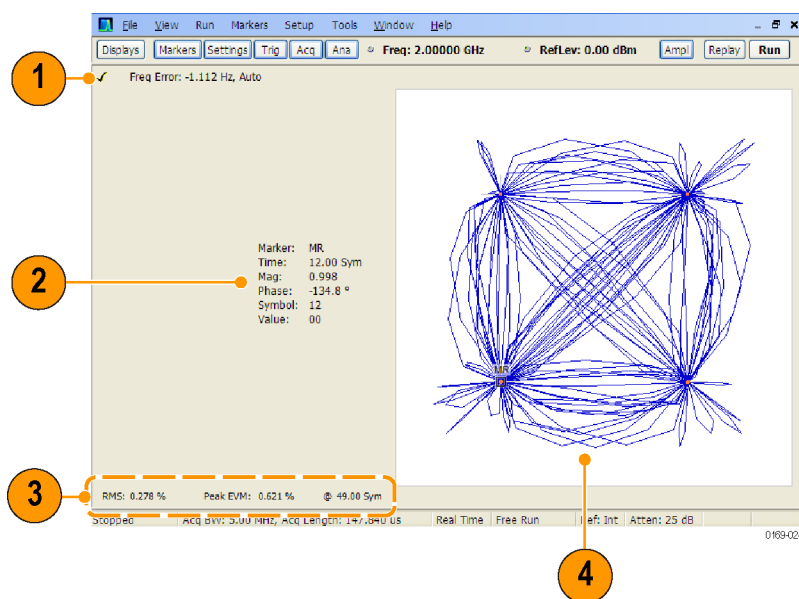 File View Run Markers Setup Tools Window Help
Displays Markers Settings Trig Acq Ana Freq: 2.00000 GHz RefLev: 0.00 dBm Ampl Replay Run
1
Freq Error: -1.112 Hz, Auto
Marker: MR
Time: 12.00 Sym
2
Mag: 0.998
Phase: -134.8 °
Symbol: 12
Value: 00
MR
3
RMS: 0.278 % Peak EVM: 0.621 % @ 49.00 Sym
Stopped Acq BW: 5.00 MHz, Acq Length: 147.840 us Real Time Free Run Ref: Int Atten: 25 dB
0169-02
4